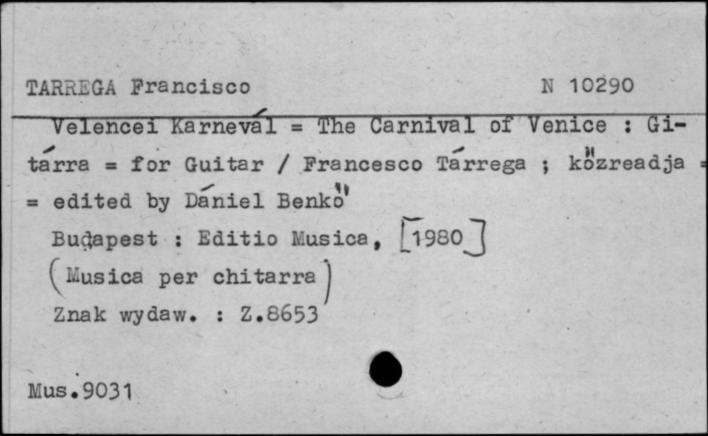 TARREGA Francisco N 10290
Velencei Karnevál = The Carnival of Venice : Gi-
tárra = for Guitar / Francesco Tárrega ; közreadja =
= edited by Dániel Benkő
Budapest : Editio Musica, [1980]
(Musica per chitarra)
Znak wydaw. : Z.8653
Mus.9031